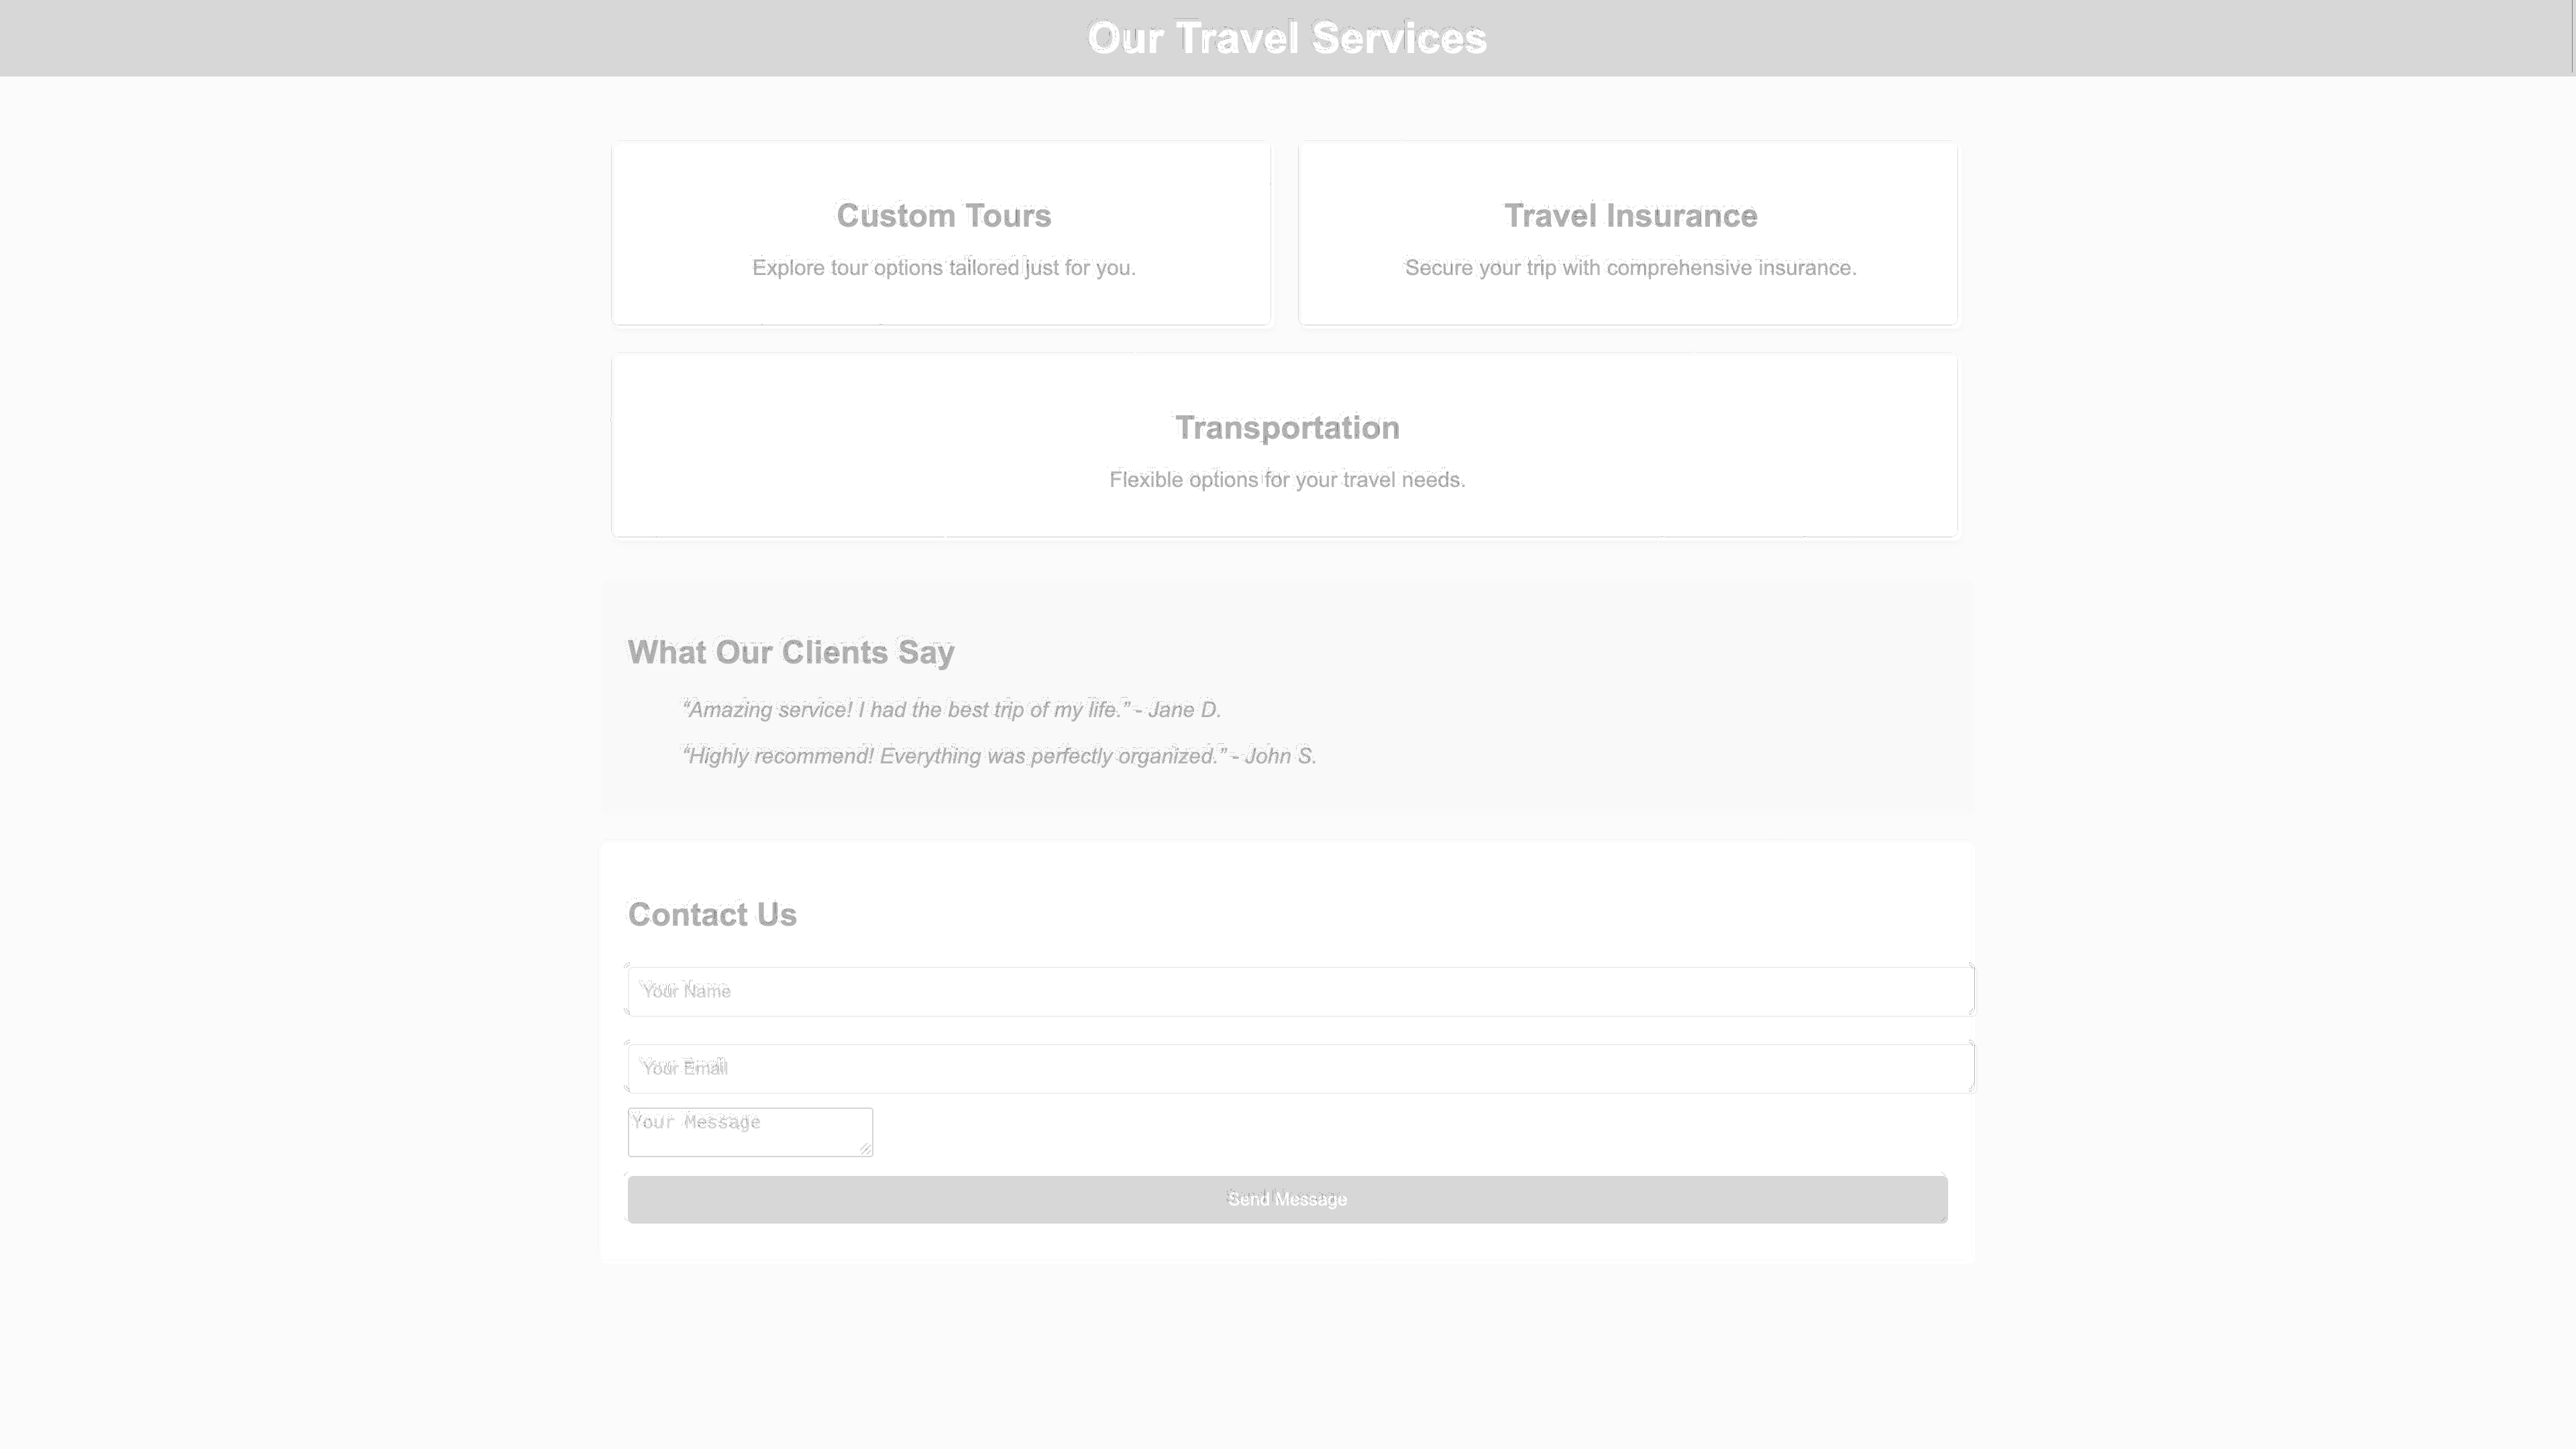 Our Travel Services
Custom Tours
Explore tour options tailored just for you.
Travel Insurance
Secure your trip with comprehensive insurance.
Transportation
Flexible options for your travel needs.
What Our Clients Say
“Amazing service! I had the best trip of my life.” - Jane D.
“Highly recommend! Everything was perfectly organized.” - John S.
Contact Us
Your Name
Your Email
Your Message
Send Message